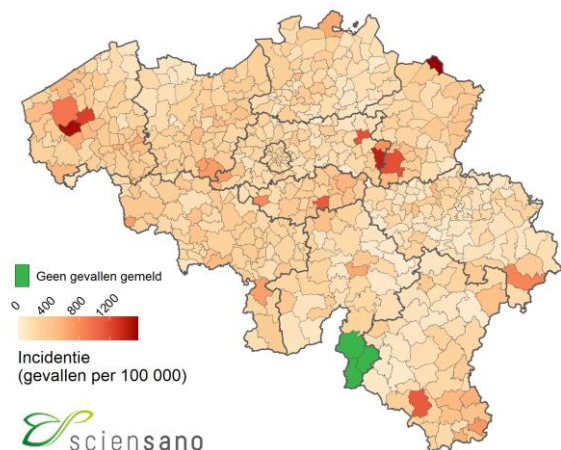 Geen gevallen gemeld
0 400 800 1200
Incidentie
(gevallen per 100 000)
sciensano